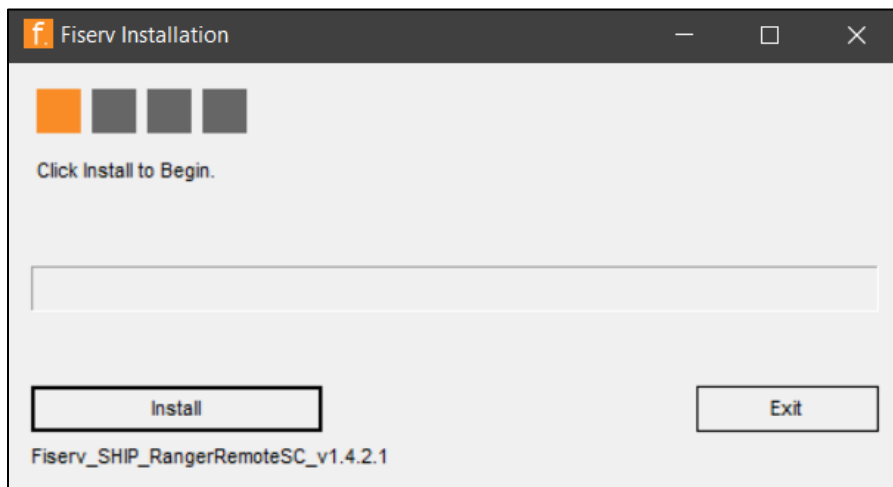 f. Fiserv Installation
Click Install to Begin.
Install
Exit
Fiserv_SHIP_RangerRemoteSC_v1.4.2.1